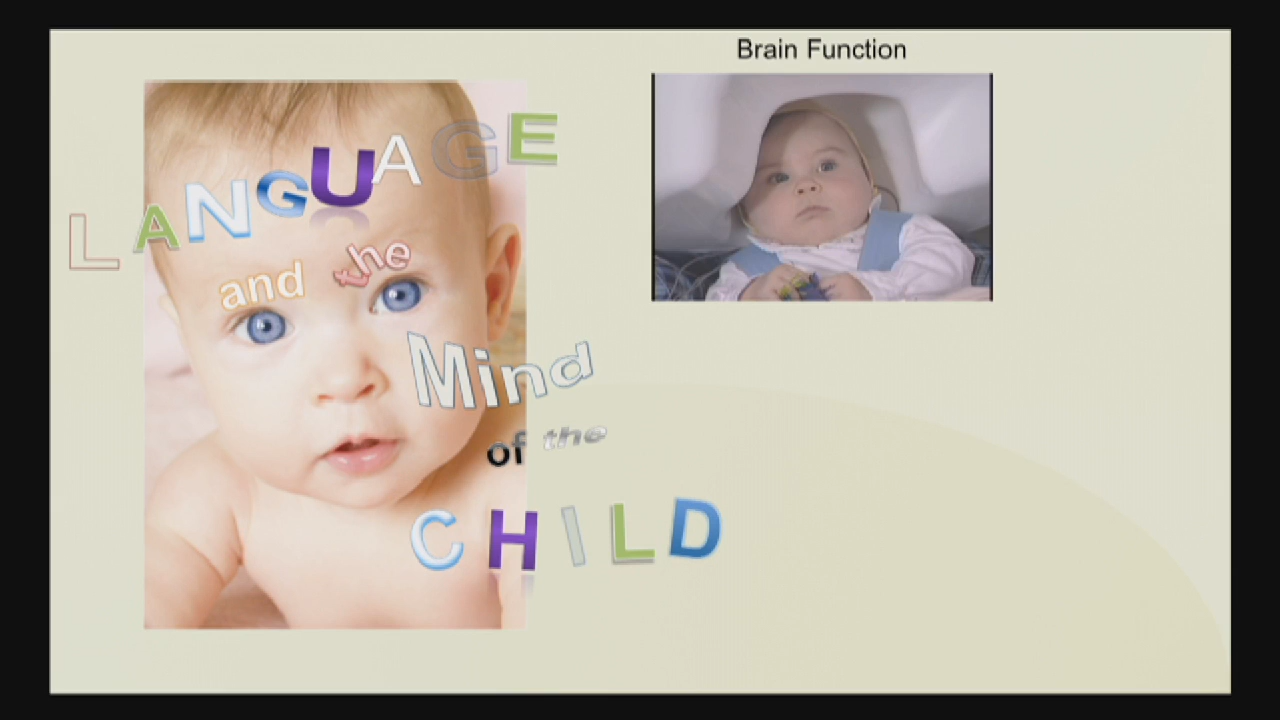 Brain Function
LANGUAGE
and the
Mind
of the
CHILD